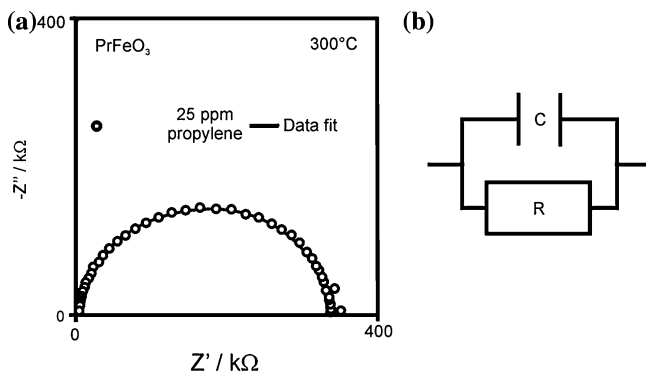 (a)
400
PrFeO₃ 300°C
25 ppm
propylene
Data fit
-Z'' / kΩ
0
0 400
Z' / kΩ
(b)
C
R